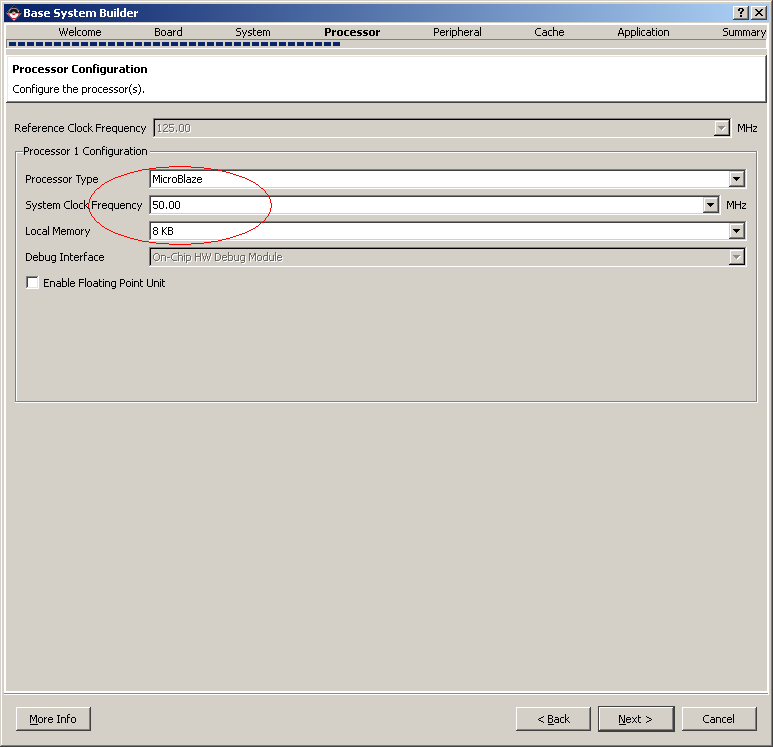 Base System Builder
Welcome Board System Processor Peripheral Cache Application Summary
Processor Configuration
Configure the processor(s).
Reference Clock Frequency 125.00 MHz
Processor 1 Configuration
Processor Type MicroBlaze
System Clock Frequency 50.00 MHz
Local Memory 8 KB
Debug Interface On-Chip HW Debug Module
Enable Floating Point Unit
More Info < Back Next > Cancel